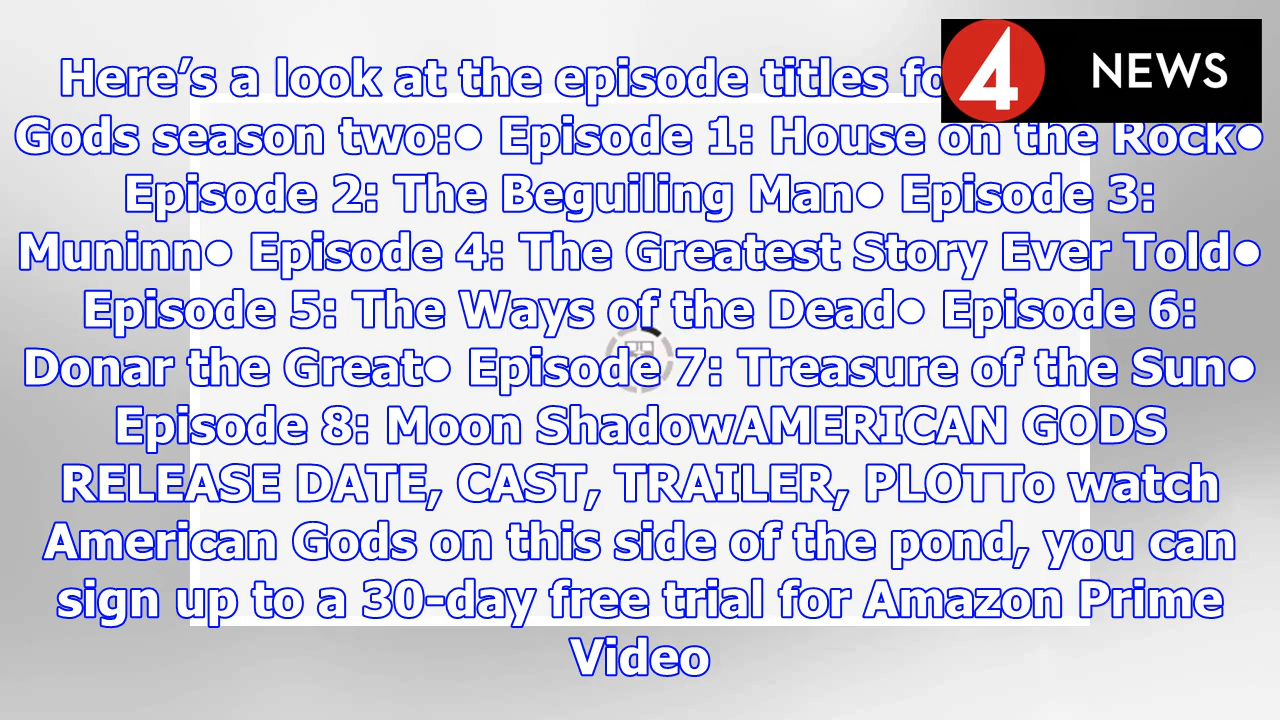 Here’s a look at the episode titles fo
4 NEWS
Gods season two:● Episode 1: House on the Rock●
Episode 2: The Beguiling Man● Episode 3:
Muninn● Episode 4: The Greatest Story Ever Told●
Episode 5: The Ways of the Dead● Episode 6:
Donar the Great● Episode 7: Treasure of the Sun●
Episode 8: Moon ShadowAMERICAN GODS
RELEASE DATE, CAST, TRAILER, PLOTTo watch
American Gods on this side of the pond, you can
sign up to a 30-day free trial for Amazon Prime
Video